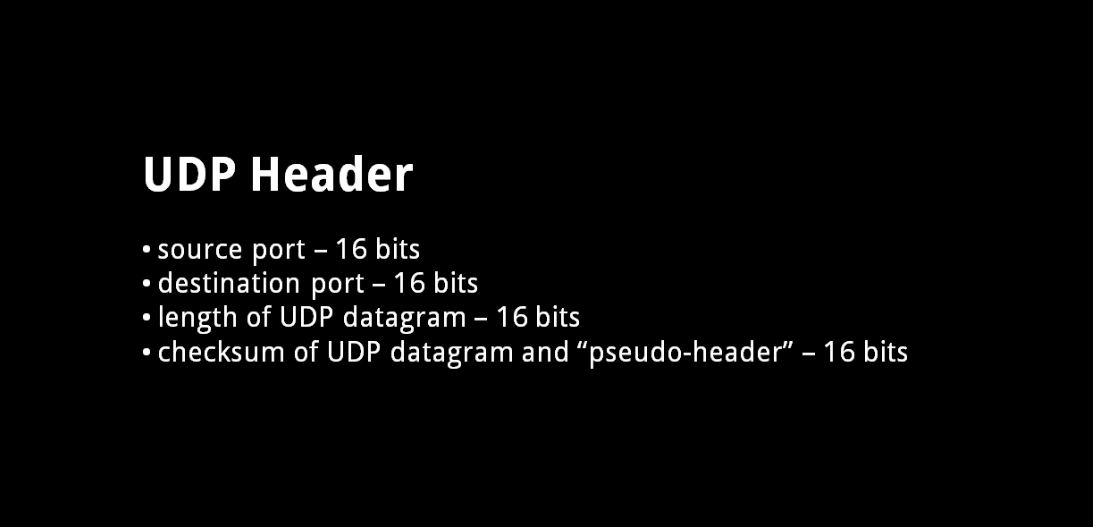 UDP Header
• source port – 16 bits
• destination port – 16 bits
• length of UDP datagram – 16 bits
• checksum of UDP datagram and “pseudo-header” – 16 bits